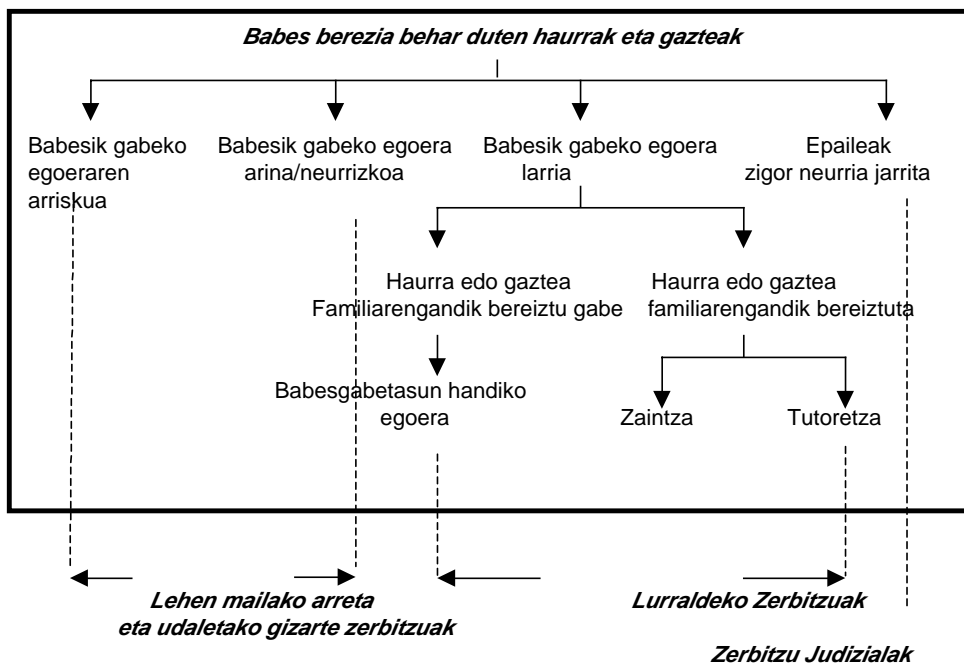 Babes berezia behar duten haurrak eta gazteak
Babesik gabeko
egoeraren
arriskua
Babesik gabeko egoera
arina/neurrizkoa
Babesik gabeko egoera
larria
Epaileak
zigor neurria jarrita
Haurra edo gaztea
Familiarengandik bereiztu gabe
Haurra edo gaztea
familiarengandik bereiztuta
Babesgabetasun handiko
egoera
Zaintza
Tutoretza
Lehen mailako arreta
eta udaletako gizarte zerbitzuak
Lurraldeko Zerbitzuak
Zerbitzu Judizialak